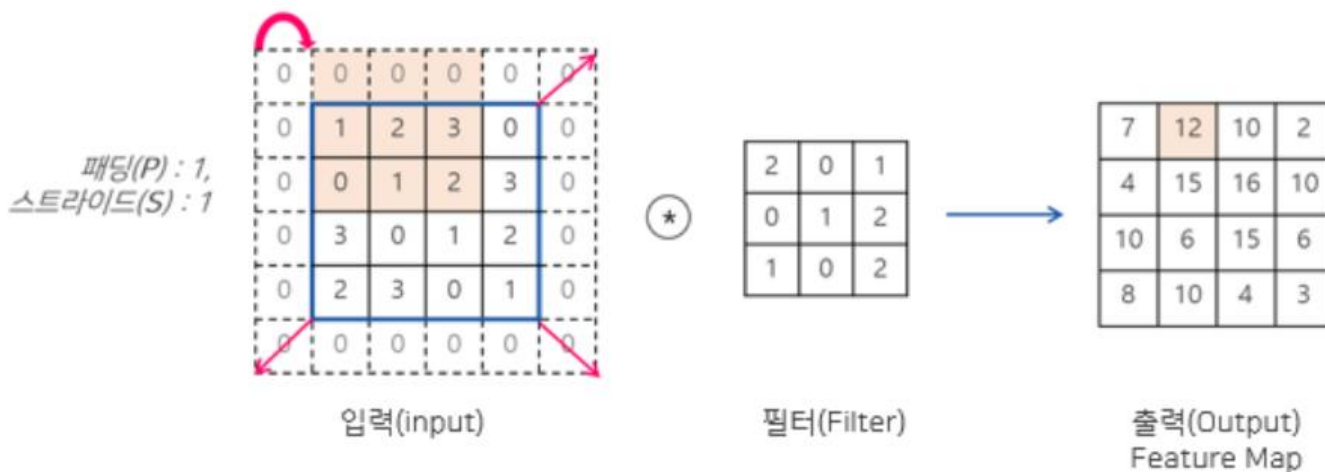 패딩(P) : 1,
스트라이드(S) : 1
0 0 0 0 0 0
0 1 2 3 0 0
0 0 1 2 3 0
0 3 0 1 2 0
0 2 3 0 1 0
0 0 0 0 0 0
입력(input)
*
2 0 1
0 1 2
1 0 2
필터(Filter)
7 12 10 2
4 15 16 10
10 6 15 6
8 10 4 3
출력(Output)
Feature Map